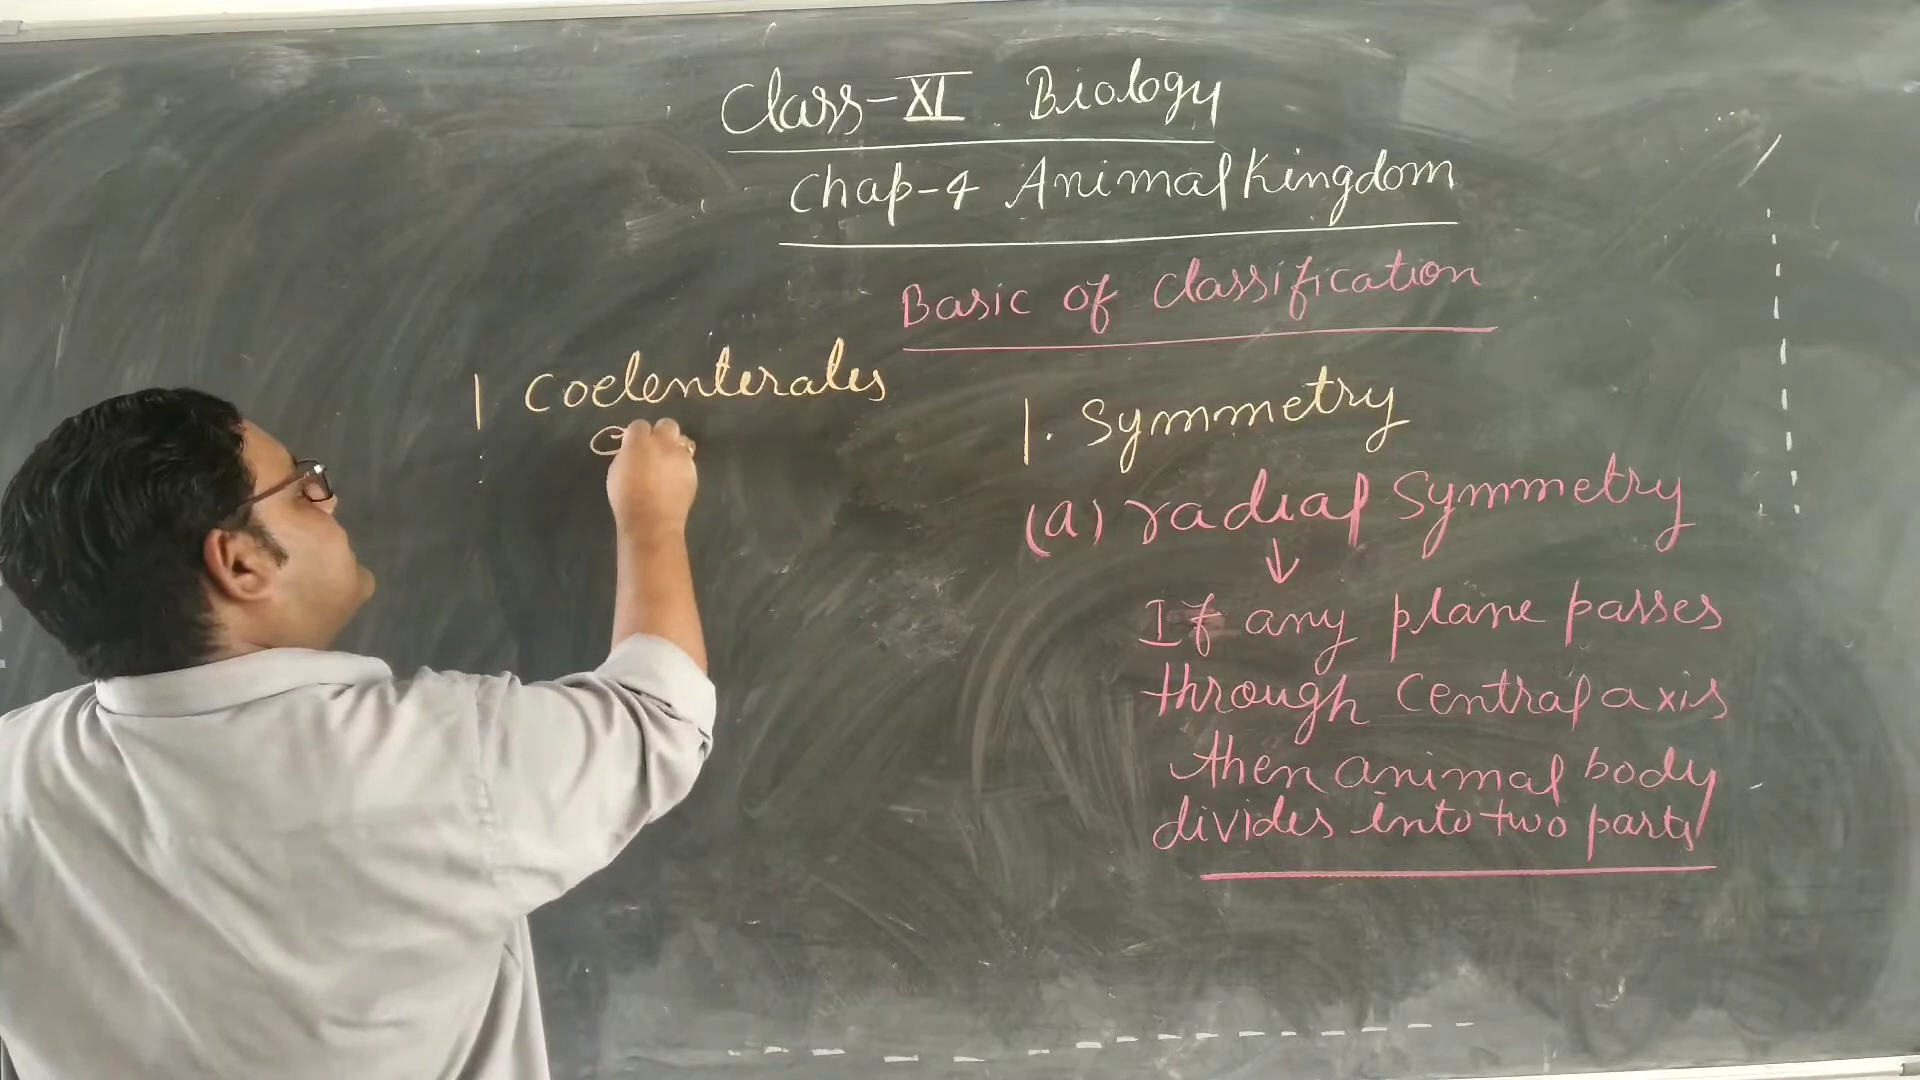 Class-XI Biology
Chap-4 Animal Kingdom
Basic of Classification
1 Coelenterates
1. Symmetry
(a) radial Symmetry
↓
If any plane passes
through Central axis
then animal body
divides into two parts